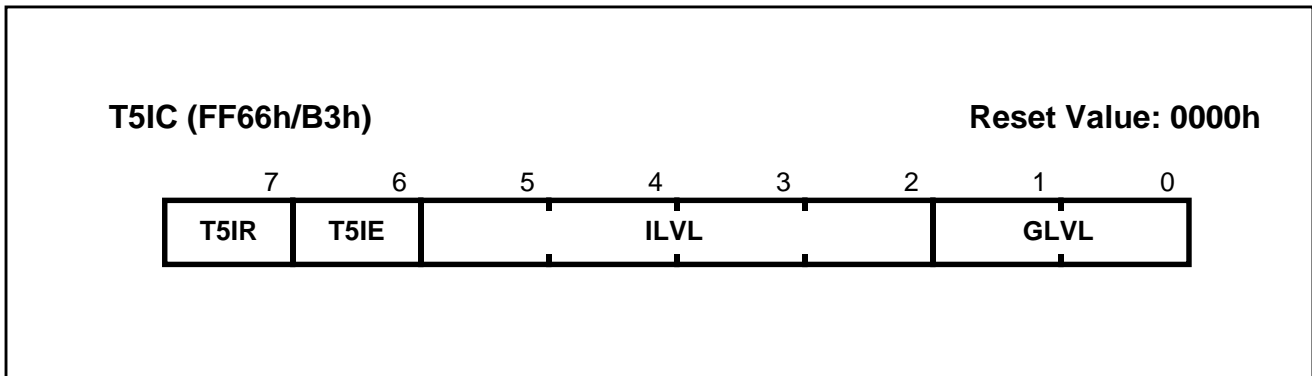 T5IC (FF66h/B3h) Reset Value: 0000h
7 6 5 4 3 2 1 0
T5IR T5IE ILVL GLVL